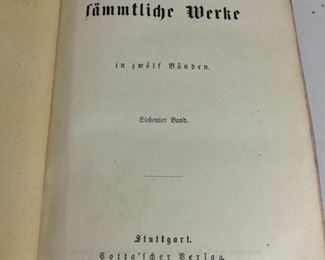 sämmtliche Werke
in zwölf Bänden.
Siebenter Band.
Stuttgart.
Cotta'scher Verlag.